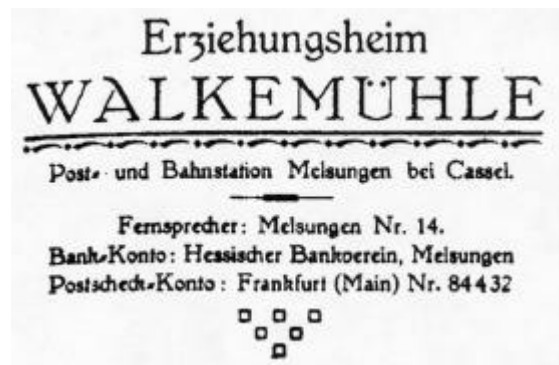 Erziehungsheim
WALKEMÜHLE
Post- und Bahnstation Melsungen bei Cassel.
Fernsprecher: Melsungen Nr. 14.
Bank-Konto: Hessischer Bankverein, Melsungen
Postscheck-Konto: Frankfurt (Main) Nr. 84432